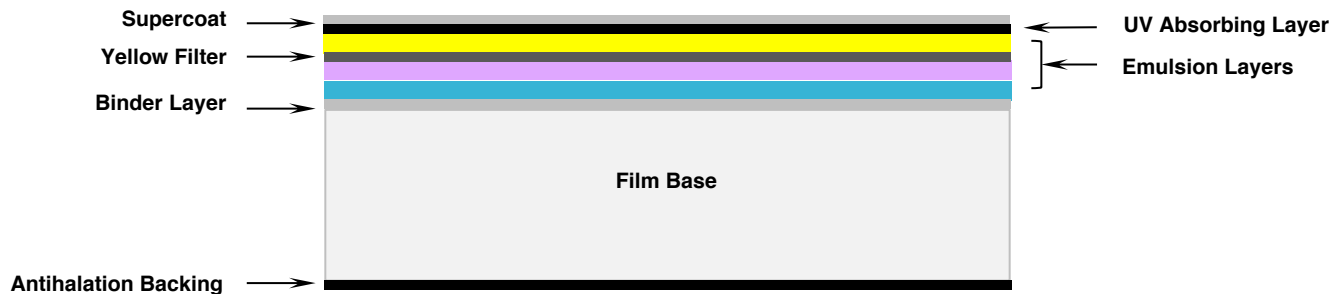 Supercoat
UV Absorbing Layer
Yellow Filter
Emulsion Layers
Binder Layer
Film Base
Antihalation Backing